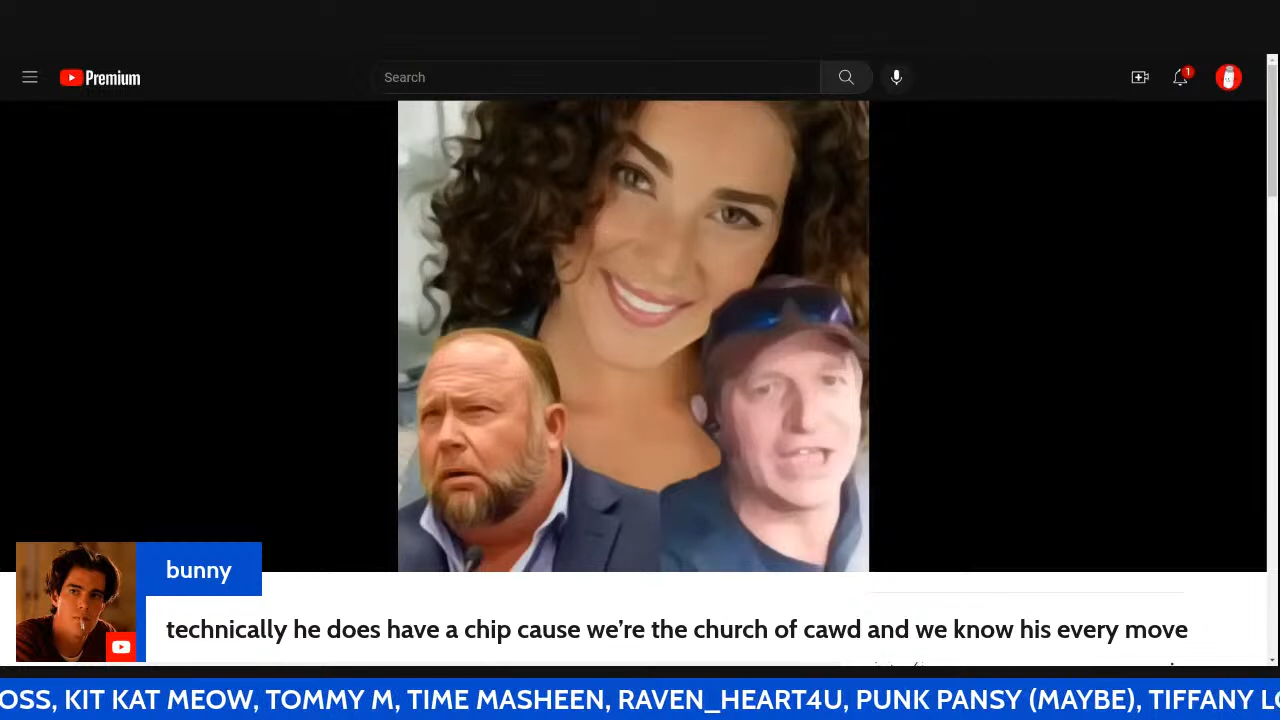 Premium
Search
1
bunny
technically he does have a chip cause we’re the church of cawd and we know his every move
OSS, KIT KAT MEOW, TOMMY M, TIME MASHEEN, RAVEN_HEART4U, PUNK PANSY (MAYBE), TIFFANY